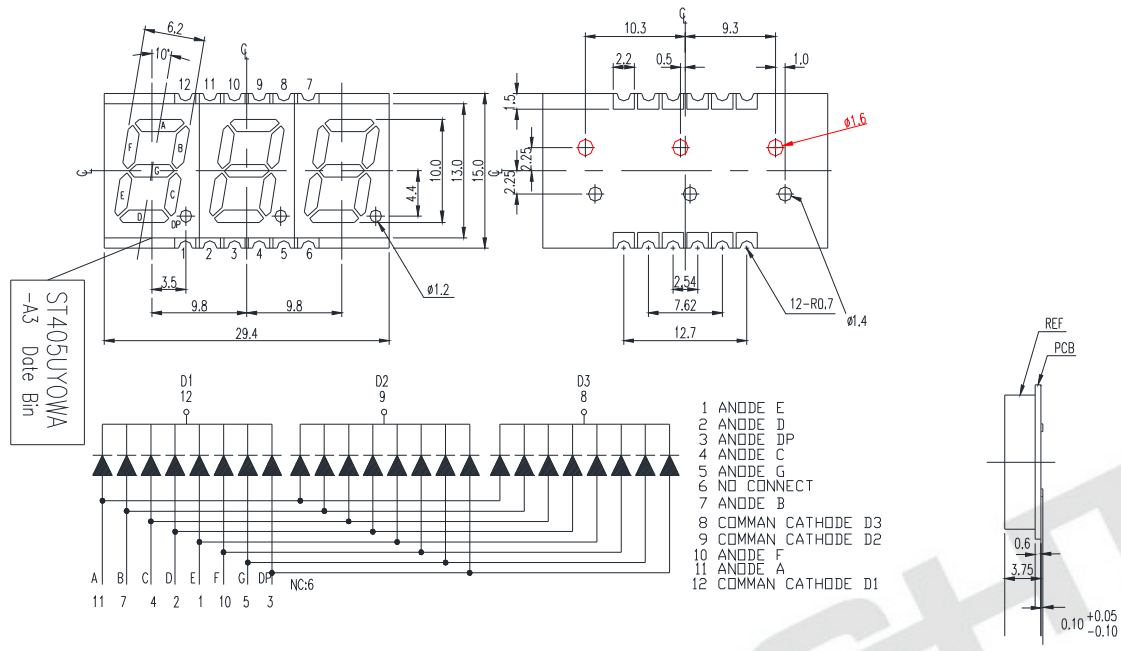 6.2
10°
℄
12 11 10 9 8 7
A
F B
G
E C
D
DP
1 2 3 4 5 6
℄
3.5
9.8 9.8
29.4
4.4
10.0
13.0
15.0
ø1.2
ST405UYOWA
-A3 Date Bin
℄
10.3 9.3
2.2 0.5 1.0
1.5
2.25
2.25
℄
ø1.6
2.54
7.62
12.7
12-R0.7
ø1.4
D1 D2 D3
12 9 8
A B C D E F G DP
11 7 4 2 1 10 5 3
NC:6
1 ANODE E
2 ANODE D
3 ANODE DP
4 ANODE C
5 ANODE G
6 NO CONNECT
7 ANODE B
8 COMMAN CATHODE D3
9 COMMAN CATHODE D2
10 ANODE F
11 ANODE A
12 COMMAN CATHODE D1
REF
PCB
0.6
3.75
0.10 +0.05
-0.10